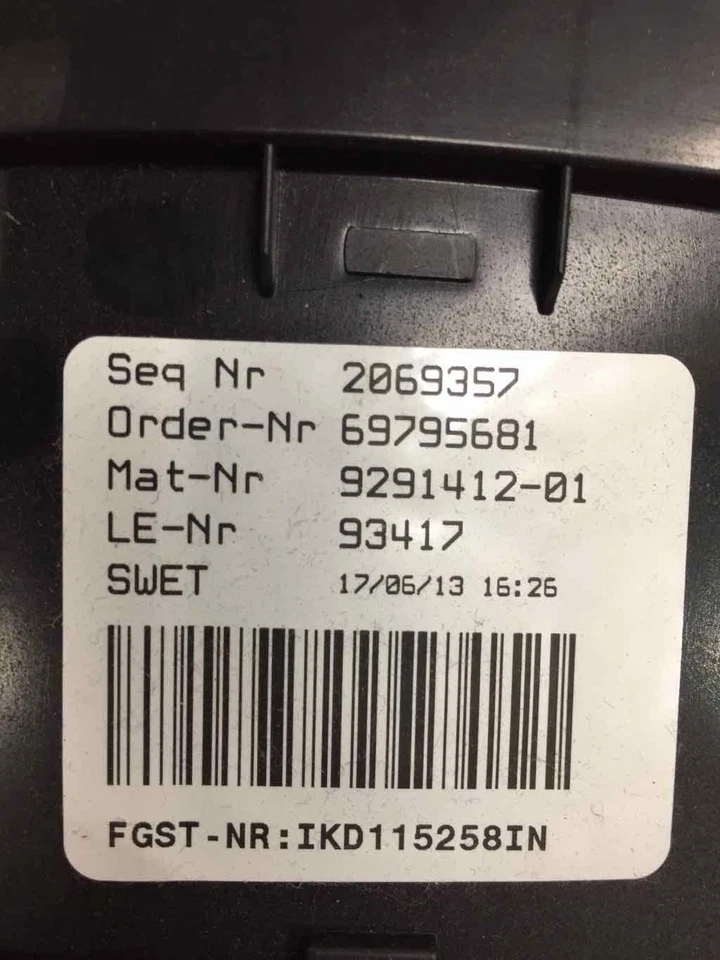 Seq Nr 2069357
Order-Nr 69795681
Mat-Nr 9291412-01
LE-Nr 93417
SWET 17/06/13 16:26
FGST-NR:IKD115258IN